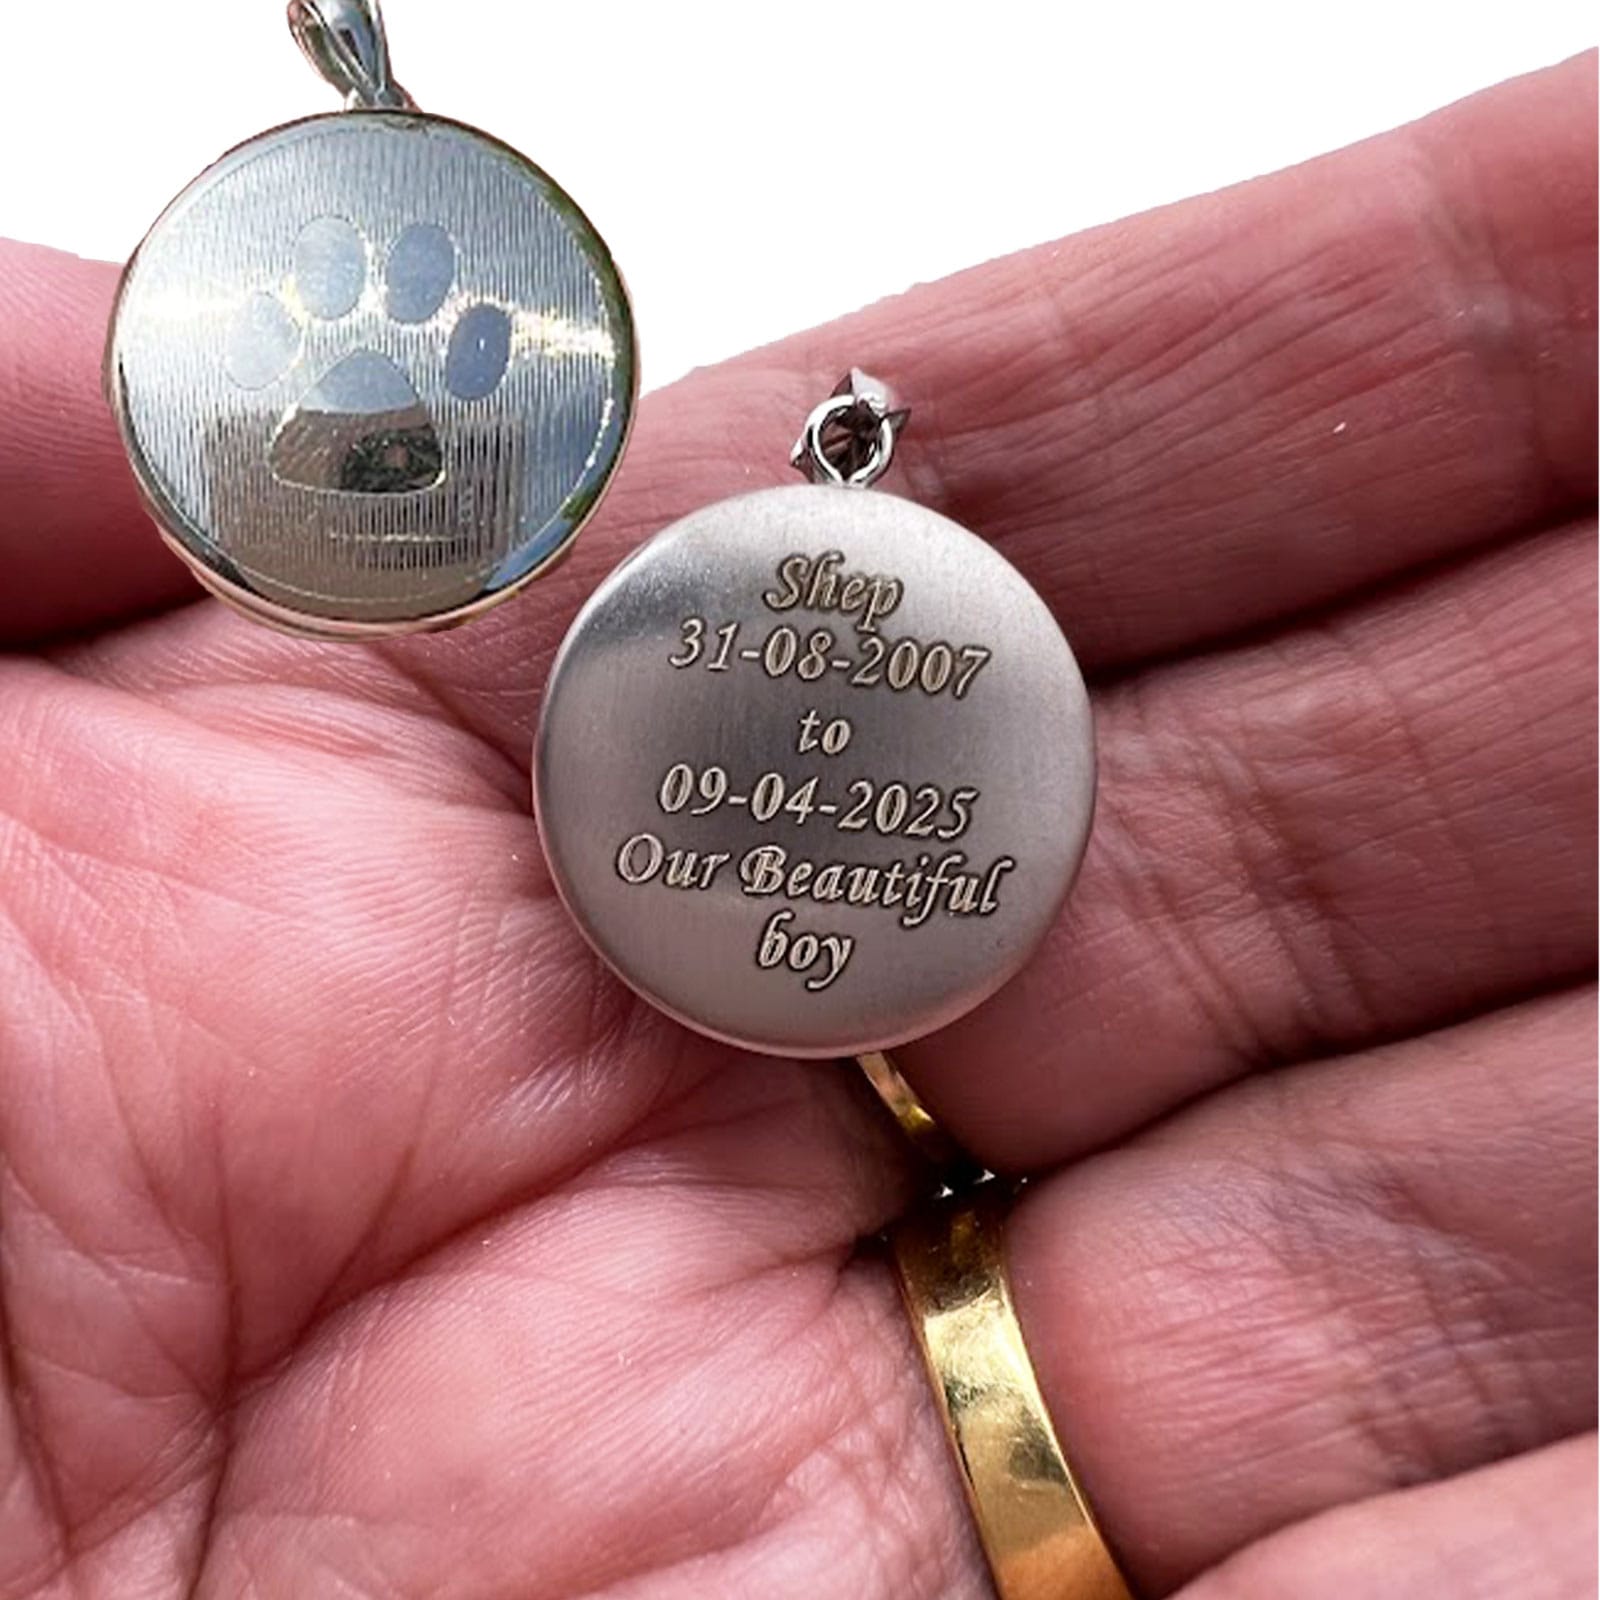 Shep
31-08-2007
to
09-04-2025
Our Beautiful
boy